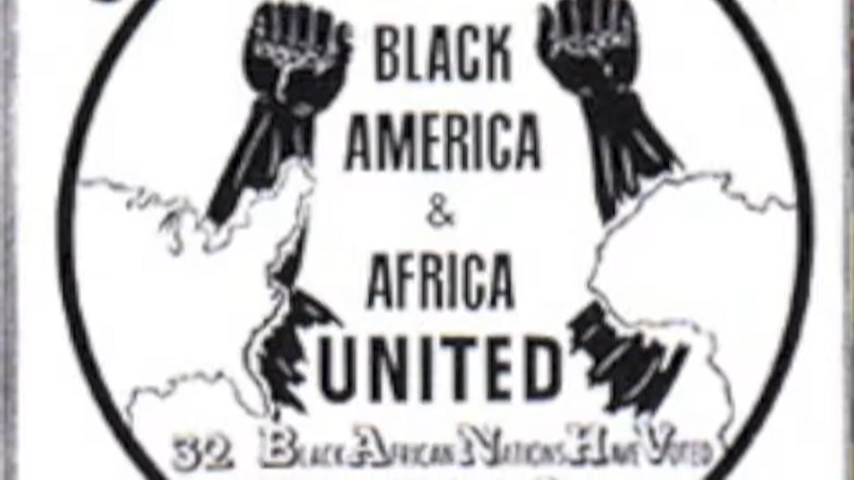 BLACK
AMERICA
&
AFRICA
UNITED
32 BLACK AFRICAN NATIONS HAVE VOTED